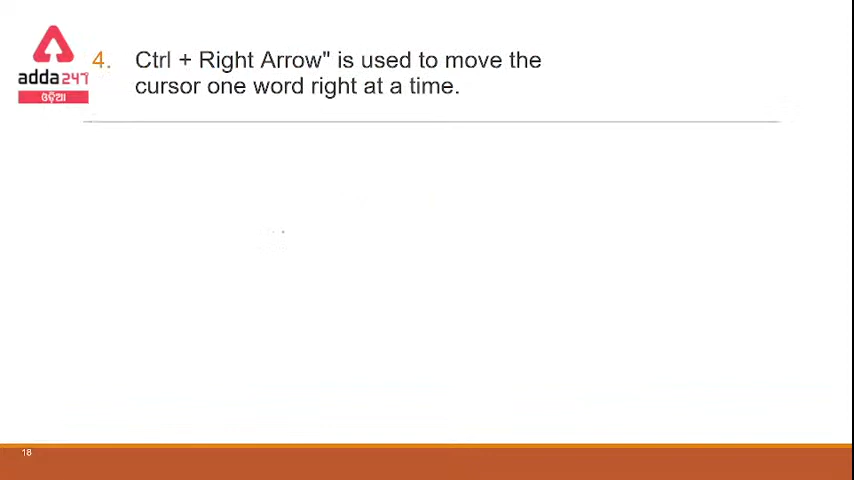 adda247
ଓଡ଼ିଆ
4. Ctrl + Right Arrow" is used to move the
cursor one word right at a time.
18